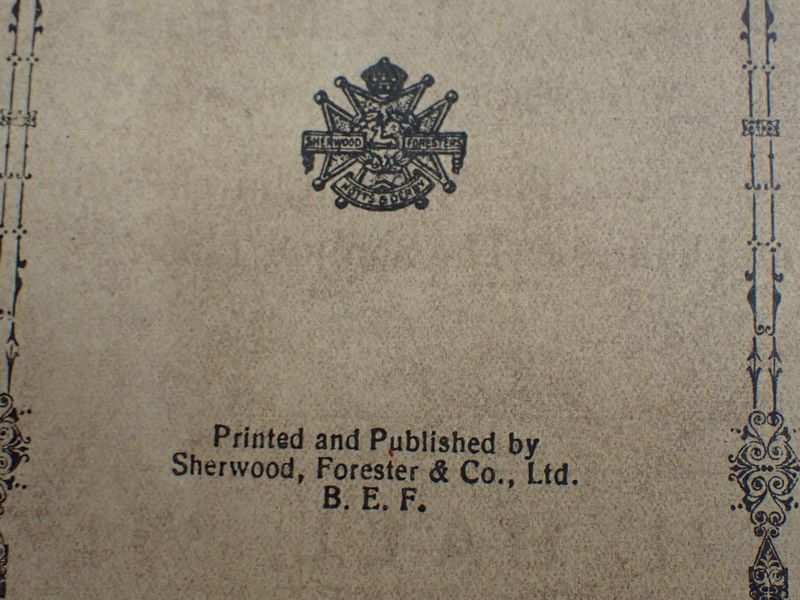 SHERWOOD FORESTERS
NOTTS & DERBY
Printed and Published by
Sherwood, Forester & Co., Ltd.
B. E. F.